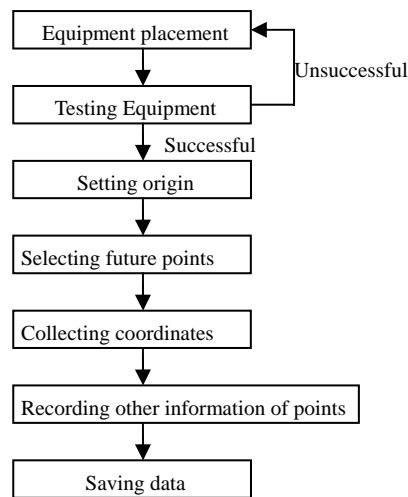 Equipment placement
Unsuccessful
Testing Equipment
Successful
Setting origin
Selecting future points
Collecting coordinates
Recording other information of points
Saving data